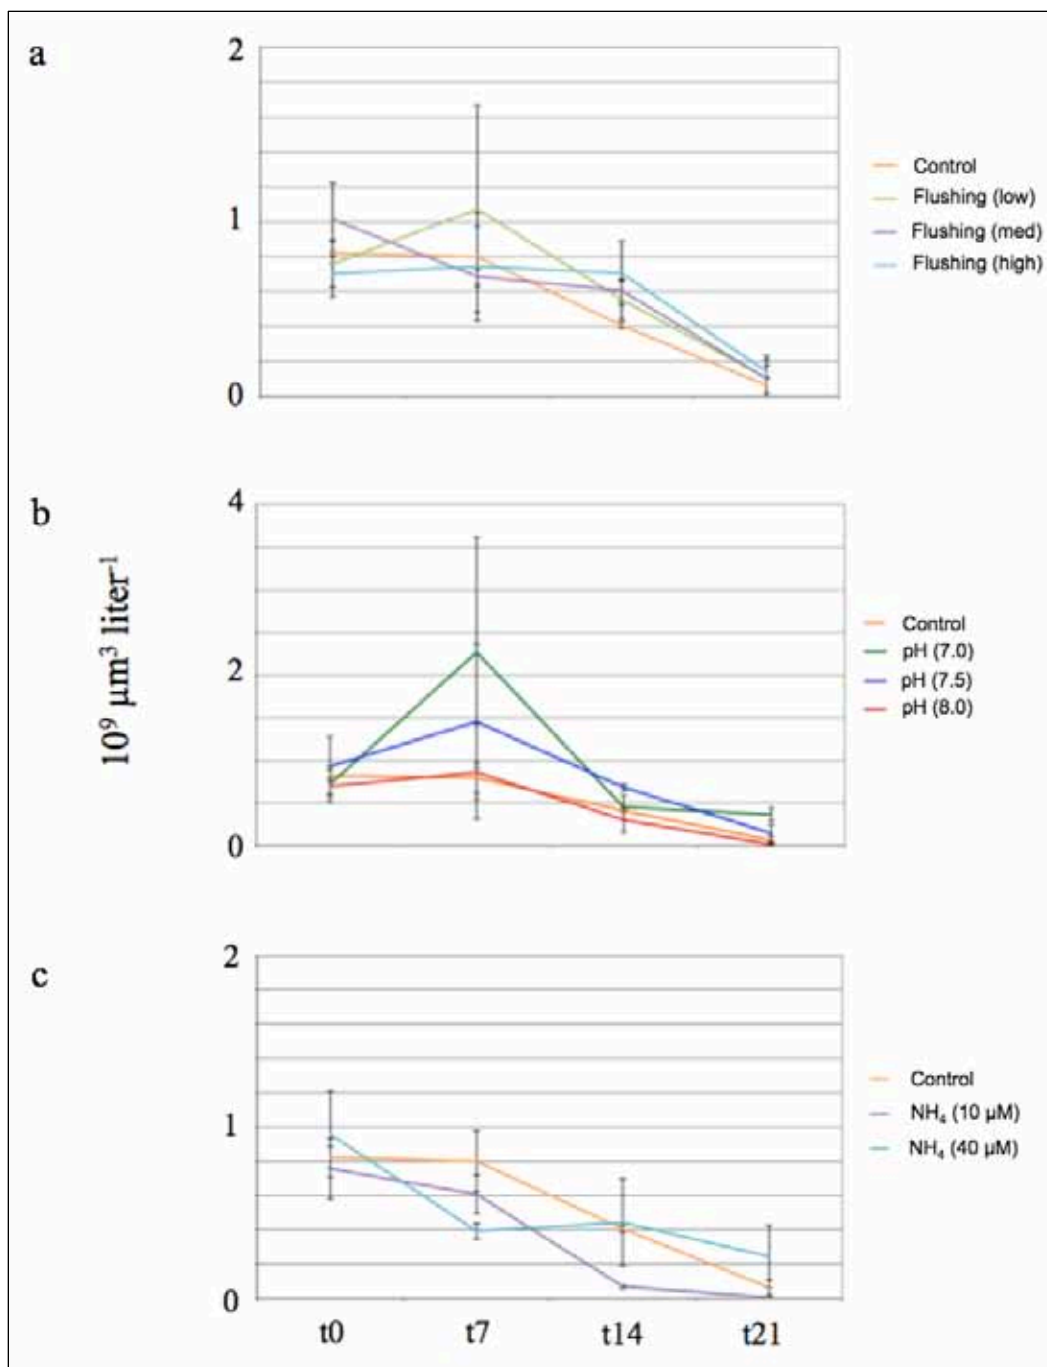 a
2
1
0
Control
Flushing (low)
Flushing (med)
Flushing (high)
b
10⁹ μm³ liter⁻¹
4
2
0
Control
pH (7.0)
pH (7.5)
pH (8.0)
c
2
1
0
Control
NH₄ (10 μM)
NH₄ (40 μM)
t0 t7 t14 t21